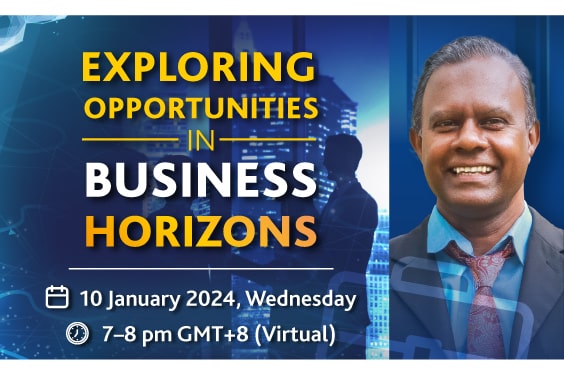 EXPLORING
OPPORTUNITIES
IN
BUSINESS
HORIZONS
10 January 2024, Wednesday
7–8 pm GMT+8 (Virtual)